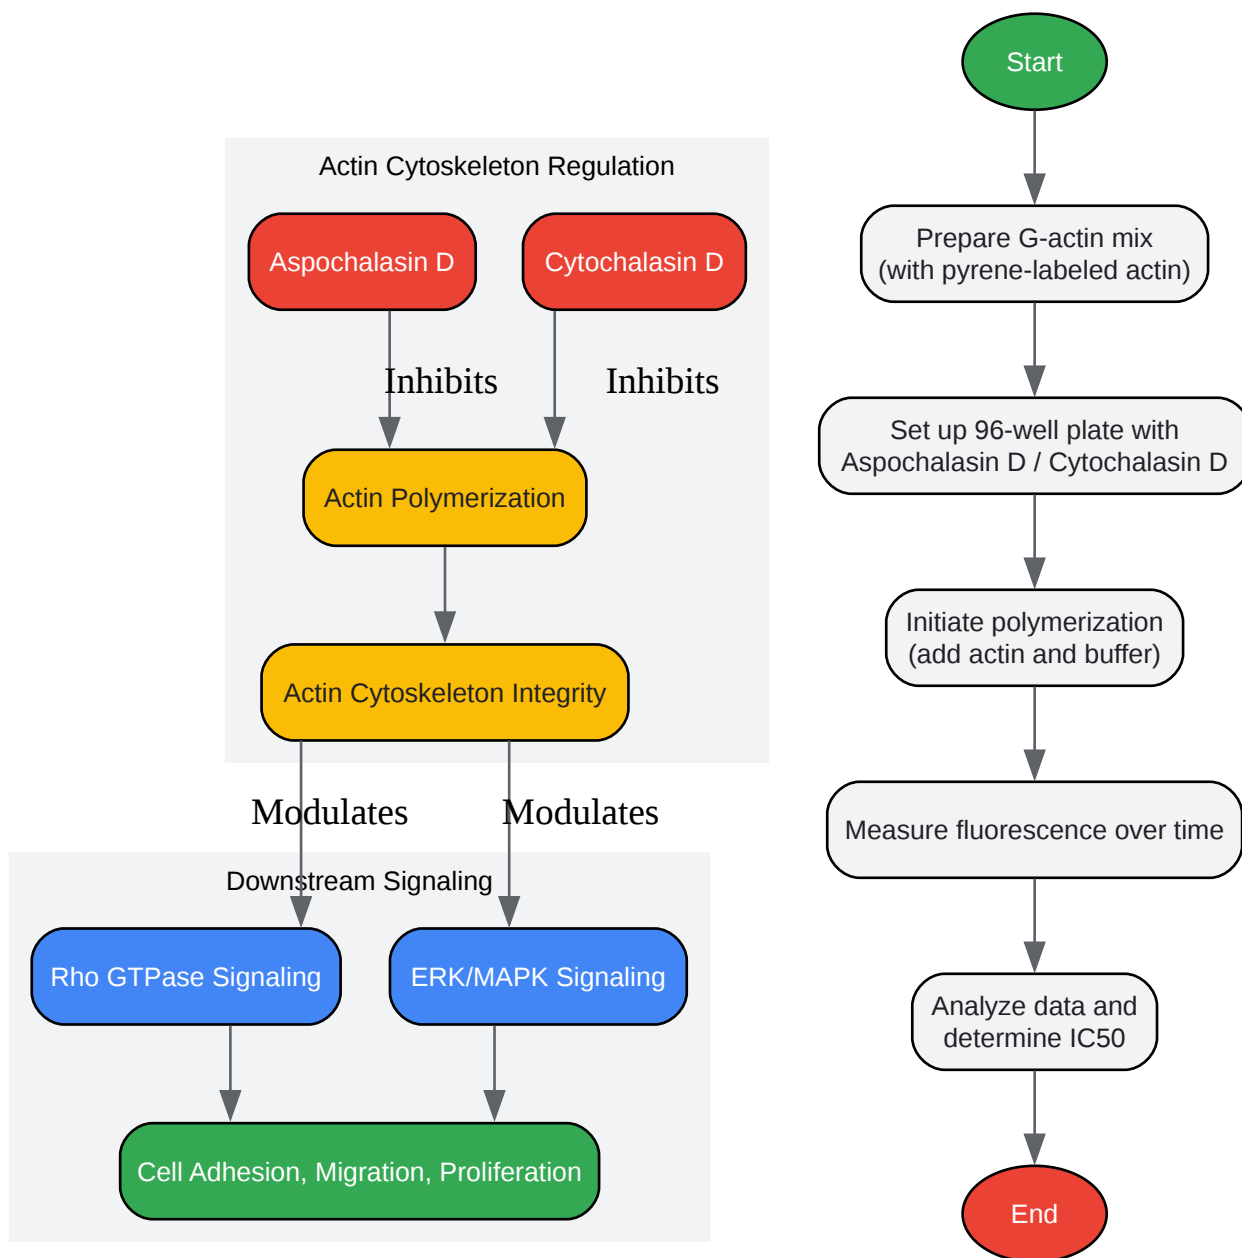 Actin Cytoskeleton Regulation
Aspochalasin D
Cytochalasin D
Inhibits
Inhibits
Actin Polymerization
Actin Cytoskeleton Integrity
Modulates
Modulates
Downstream Signaling
Rho GTPase Signaling
ERK/MAPK Signaling
Cell Adhesion, Migration, Proliferation
Start
Prepare G-actin mix
(with pyrene-labeled actin)
Set up 96-well plate with
Aspochalasin D / Cytochalasin D
Initiate polymerization
(add actin and buffer)
Measure fluorescence over time
Analyze data and
determine IC50
End